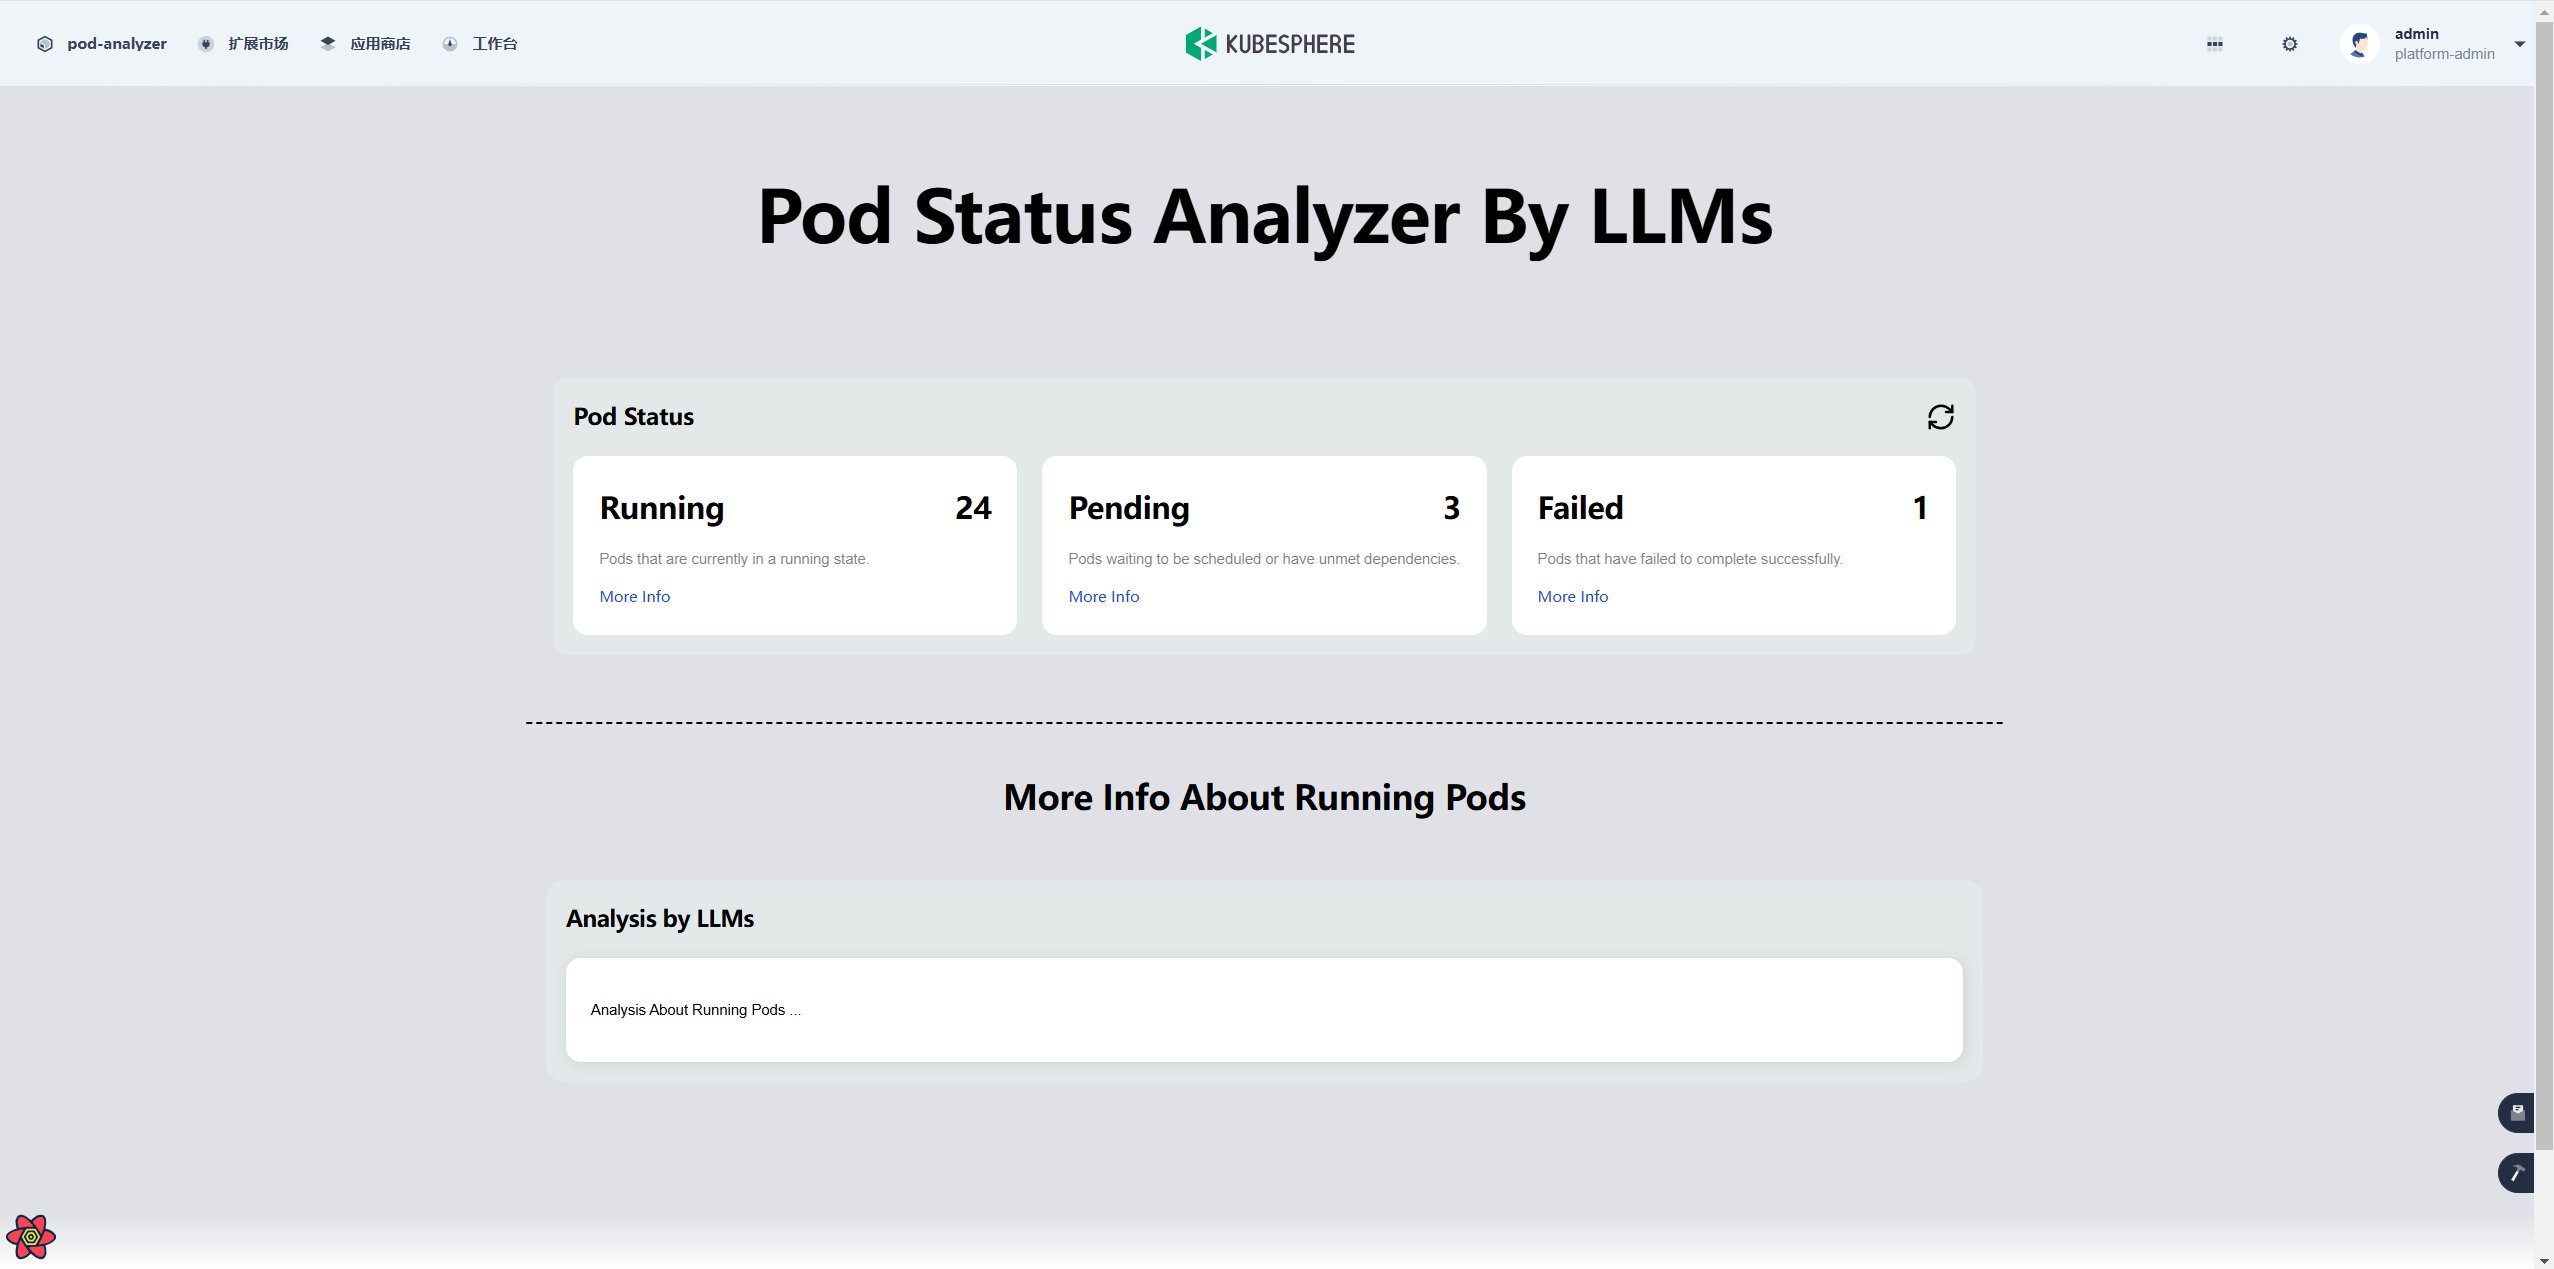 pod-analyzer 扩展市场 应用商店 工作台 KUBESPHERE admin
platform-admin
Pod Status Analyzer By LLMs
Pod Status
Running 24
Pods that are currently in a running state.
More Info
Pending 3
Pods waiting to be scheduled or have unmet dependencies.
More Info
Failed 1
Pods that have failed to complete successfully.
More Info
More Info About Running Pods
Analysis by LLMs
Analysis About Running Pods ...